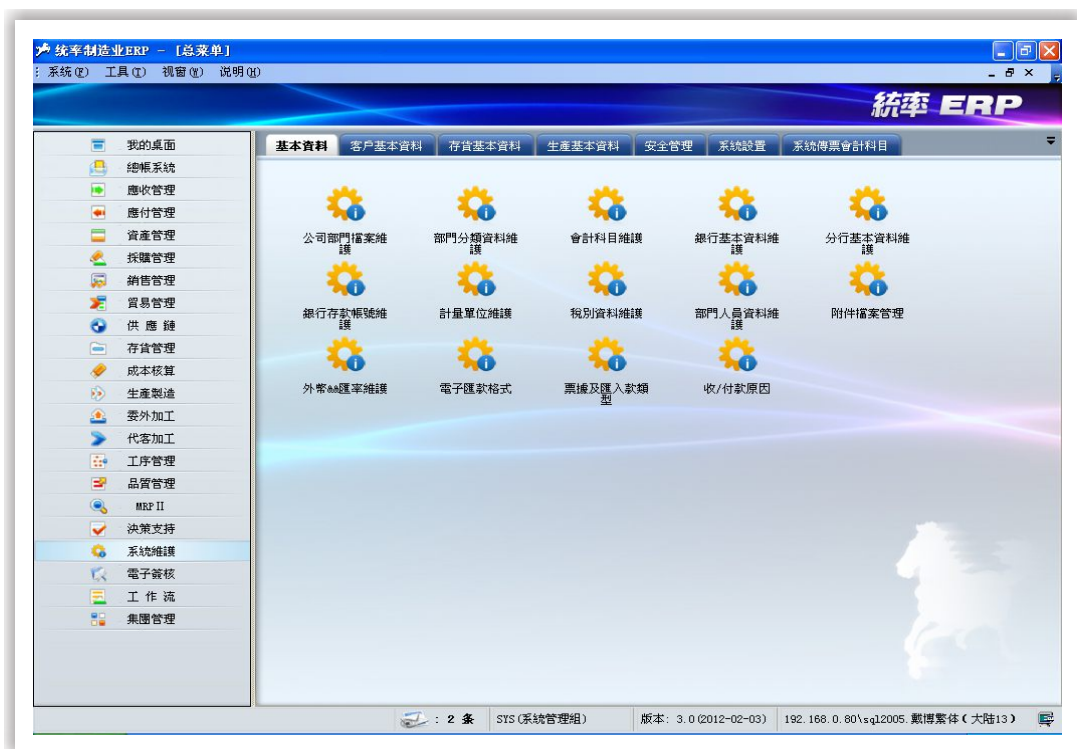 统率制造业ERP - [总菜单]
系统(F) 工具(T) 视窗(W) 说明(H)
統率 ERP
我的桌面
總帳系統
應收管理
應付管理
資產管理
採購管理
銷售管理
貿易管理
供 應 鏈
存貨管理
成本核算
生產製造
委外加工
代客加工
工序管理
品質管理
MRP II
決策支持
系統維護
電子簽核
工 作 流
集團管理
基本資料 客戶基本資料 存貨基本資料 生產基本資料 安全管理 系統設置 系統傳票會計科目
公司部門檔案維
護
部門分類資料維
護
會計科目維護
銀行基本資料維
護
分行基本資料維
護
銀行存款帳號維
護
計量單位維護
稅別資料維護
部門人員資料維
護
附件檔案管理
外幣&&匯率維護
電子匯款格式
票據及匯入款類
型
收/付款原因
: 2 条 SYS(系統管理組) 版本: 3.0(2012-02-03) 192.168.0.80\sql2005.戴博繁体(大陆13)